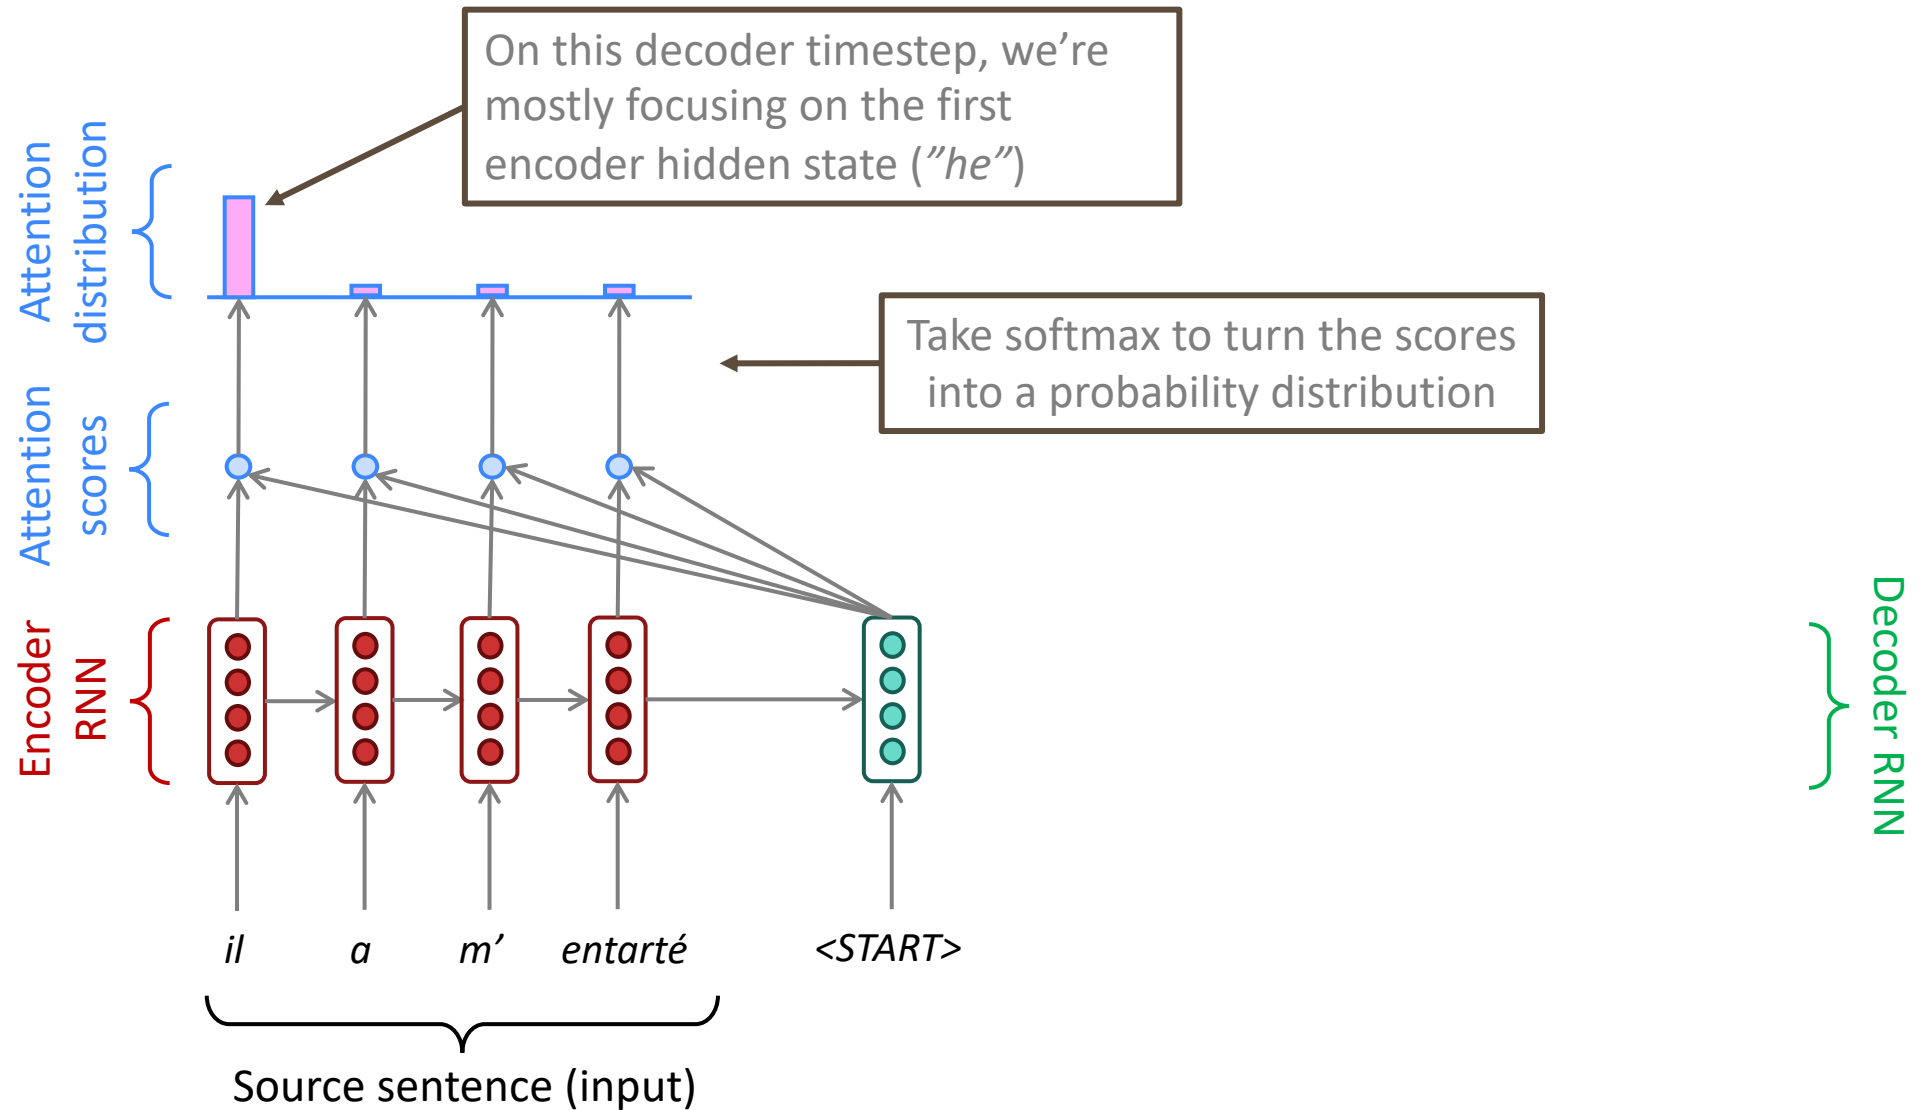 On this decoder timestep, we’re
mostly focusing on the first
encoder hidden state (”he”)
Attention
distribution
Take softmax to turn the scores
into a probability distribution
Attention
scores
Encoder
RNN
Decoder RNN
il a m’ entarté <START>
Source sentence (input)